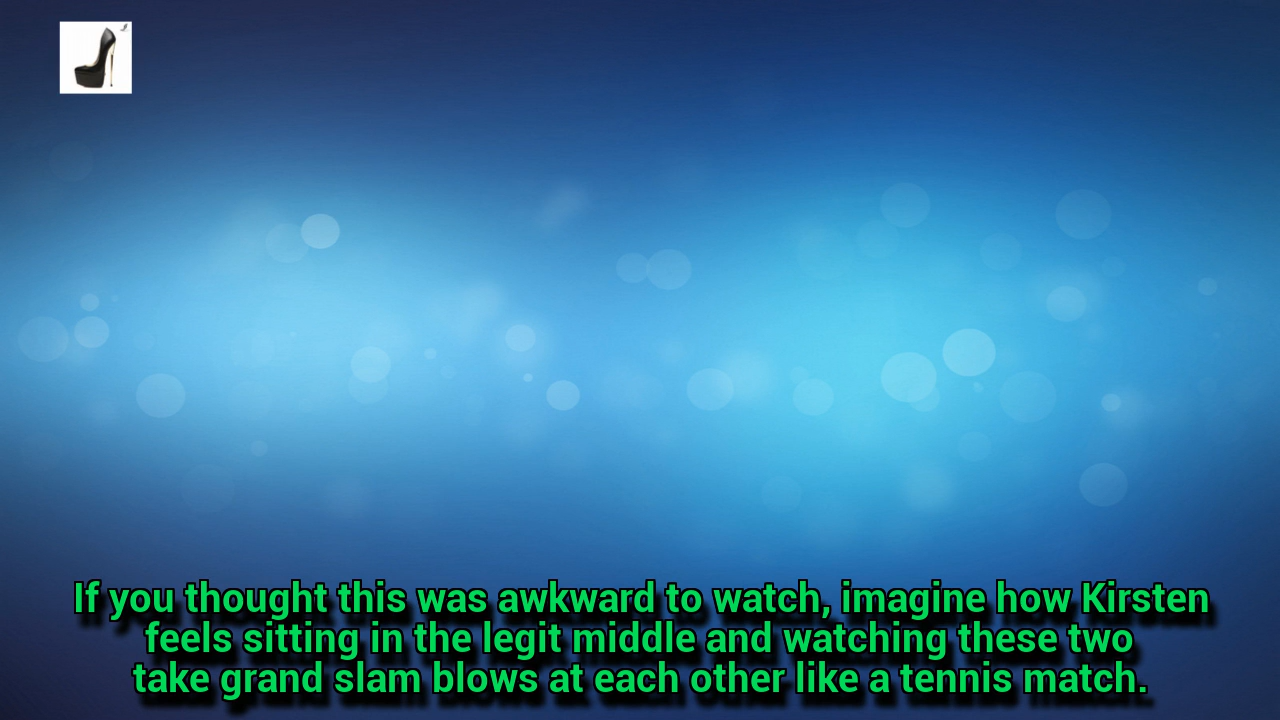 If you thought this was awkward to watch, imagine how Kirsten
feels sitting in the legit middle and watching these two
take grand slam blows at each other like a tennis match.